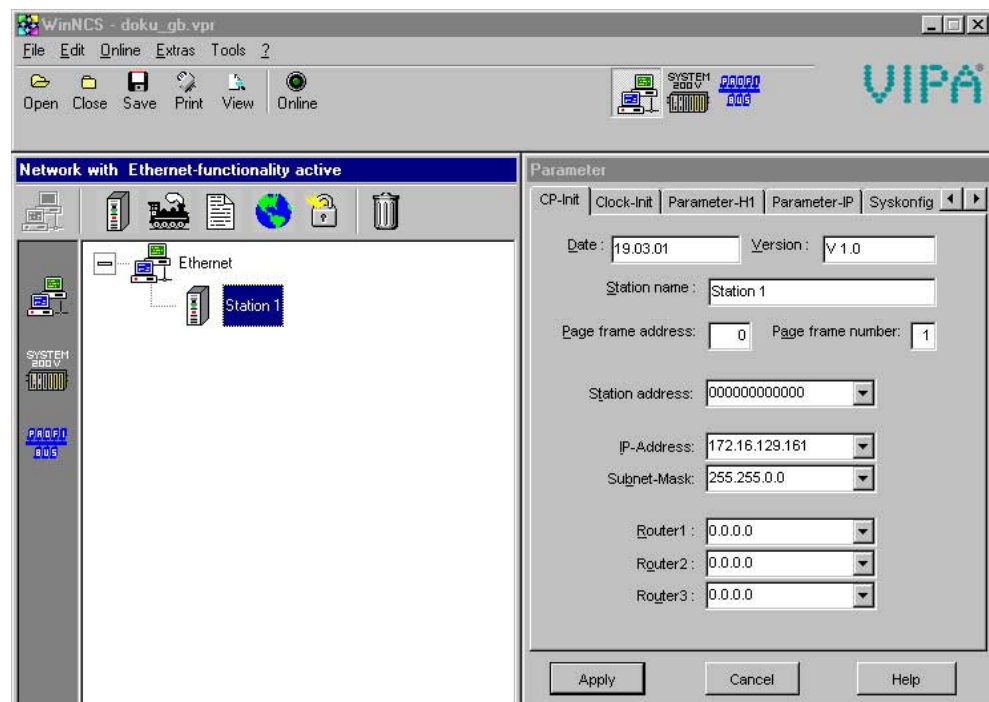 WinNCS - doku_gb.vpr
File Edit Online Extras Tools ?
Open Close Save Print View Online
SYSTEM 200V
PROFI BUS
VIPA
Network with Ethernet-functionality active
Ethernet
Station 1
SYSTEM 200V
PROFI BUS
Parameter
CP-Init Clock-Init Parameter-H1 Parameter-IP Syskonfig
Date : 19.03.01 Version : V 1.0
Station name : Station 1
Page frame address: 0 Page frame number: 1
Station address: 000000000000
IP-Address: 172.16.129.161
Subnet-Mask: 255.255.0.0
Router1 : 0.0.0.0
Router2 : 0.0.0.0
Router3 : 0.0.0.0
Apply Cancel Help